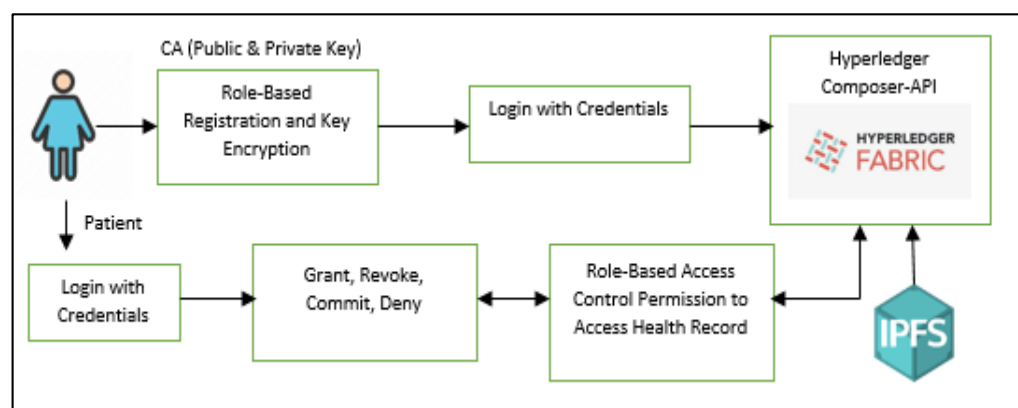 CA (Public & Private Key)
Role-Based
Registration and Key
Encryption
Login with Credentials
Hyperledger
Composer-API
HYPERLEDGER
FABRIC
Patient
Login with
Credentials
Grant, Revoke,
Commit, Deny
Role-Based Access
Control Permission to
Access Health Record
IPFS